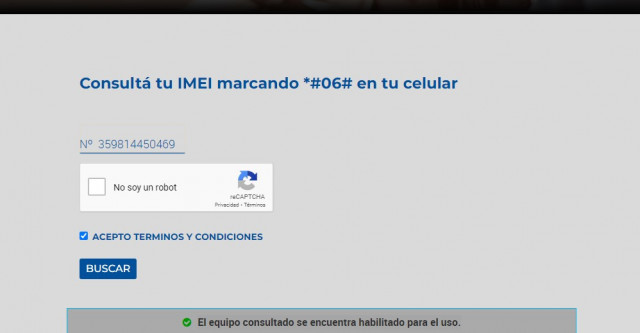 Consultá tu IMEI marcando *#06# en tu celular
Nº 359814450469
No soy un robot
reCAPTCHA
Privacidad - Términos
ACEPTO TERMINOS Y CONDICIONES
BUSCAR
El equipo consultado se encuentra habilitado para el uso.